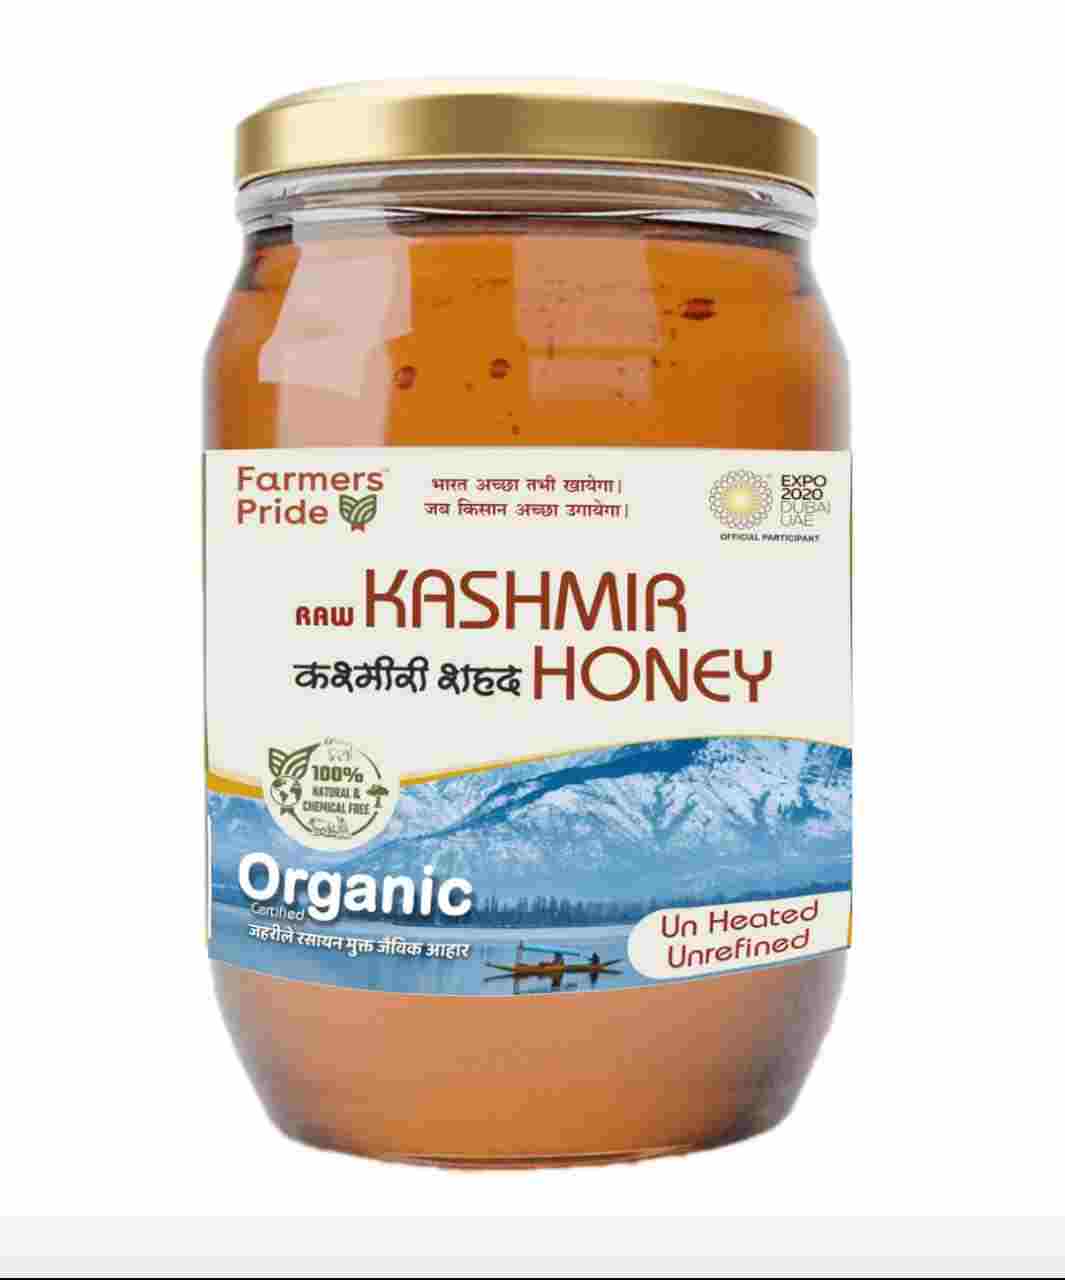 Farmers
Pride
भारत अच्छा तभी खायेगा।
जब किसान अच्छा उगायेगा।
EXPO
2020
DUBAI
UAE
OFFICIAL PARTICIPANT
RAW KASHMIR
कश्मीरी शहद HONEY
100%
NATURAL &
CHEMICAL FREE
Organic
Certified
जहरीले रसायन मुक्त जैविक आहार
Un Heated
Unrefined